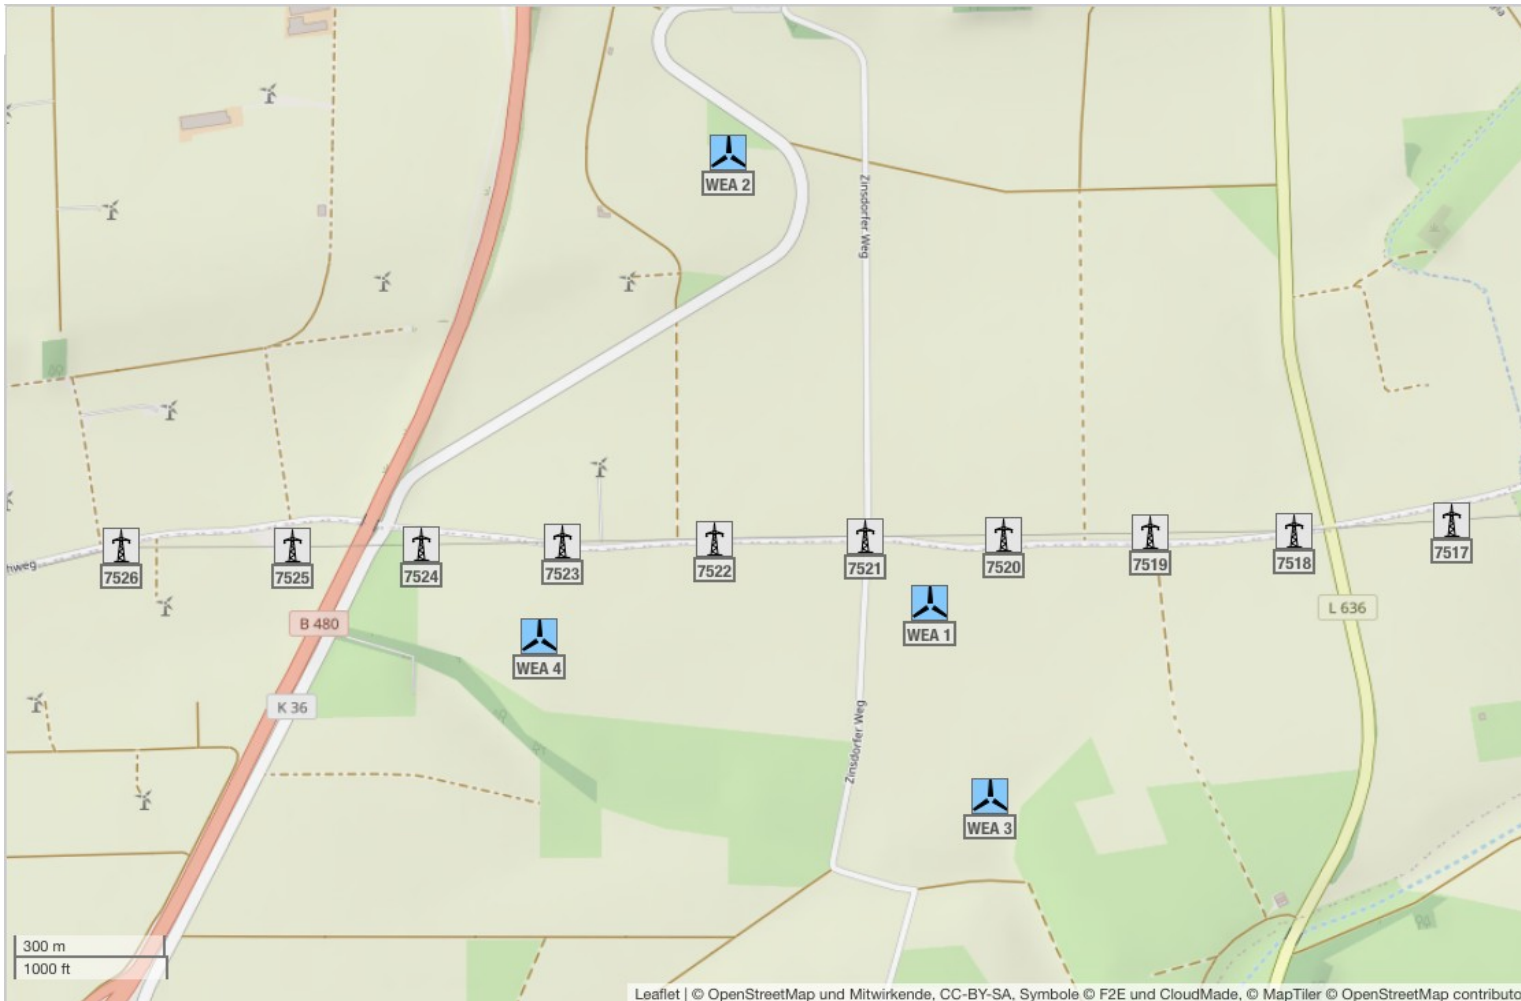 WEA 2
Zinsdorfer Weg
7526
7525
7524
7523
7522
7521
7520
7519
7518
7517
hweg
B 480
WEA 4
WEA 1
L 636
K 36
Zinsdorfer Weg
WEA 3
300 m
1000 ft
Leaflet | © OpenStreetMap und Mitwirkende, CC-BY-SA, Symbole © F2E und CloudMade, © MapTiler © OpenStreetMap contributo